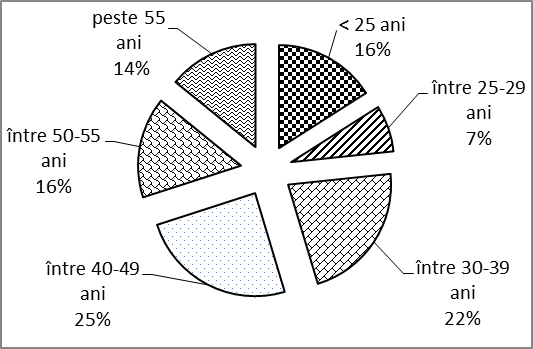 peste 55
ani
14%
< 25 ani
16%
între 25-29
ani
7%
între 50-55
ani
16%
între 40-49
ani
25%
între 30-39
ani
22%